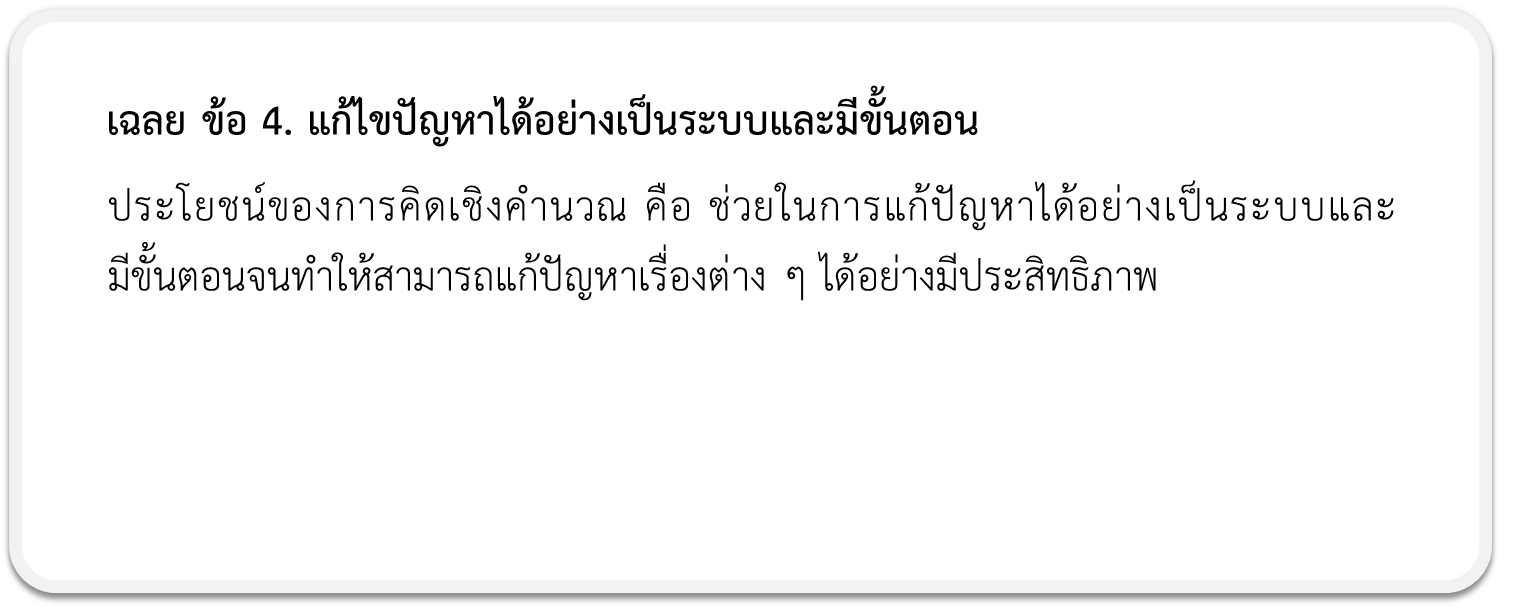 เฉลย ข้อ 4. แก้ไขปัญหาได้อย่างเป็นระบบและมีขั้นตอน
ประโยชน์ของการคิดเชิงคำนวณ คือ ช่วยในการแก้ปัญหาได้อย่างเป็นระบบและ
มีขั้นตอนจนทำให้สามารถแก้ปัญหาเรื่องต่าง ๆ ได้อย่างมีประสิทธิภาพ